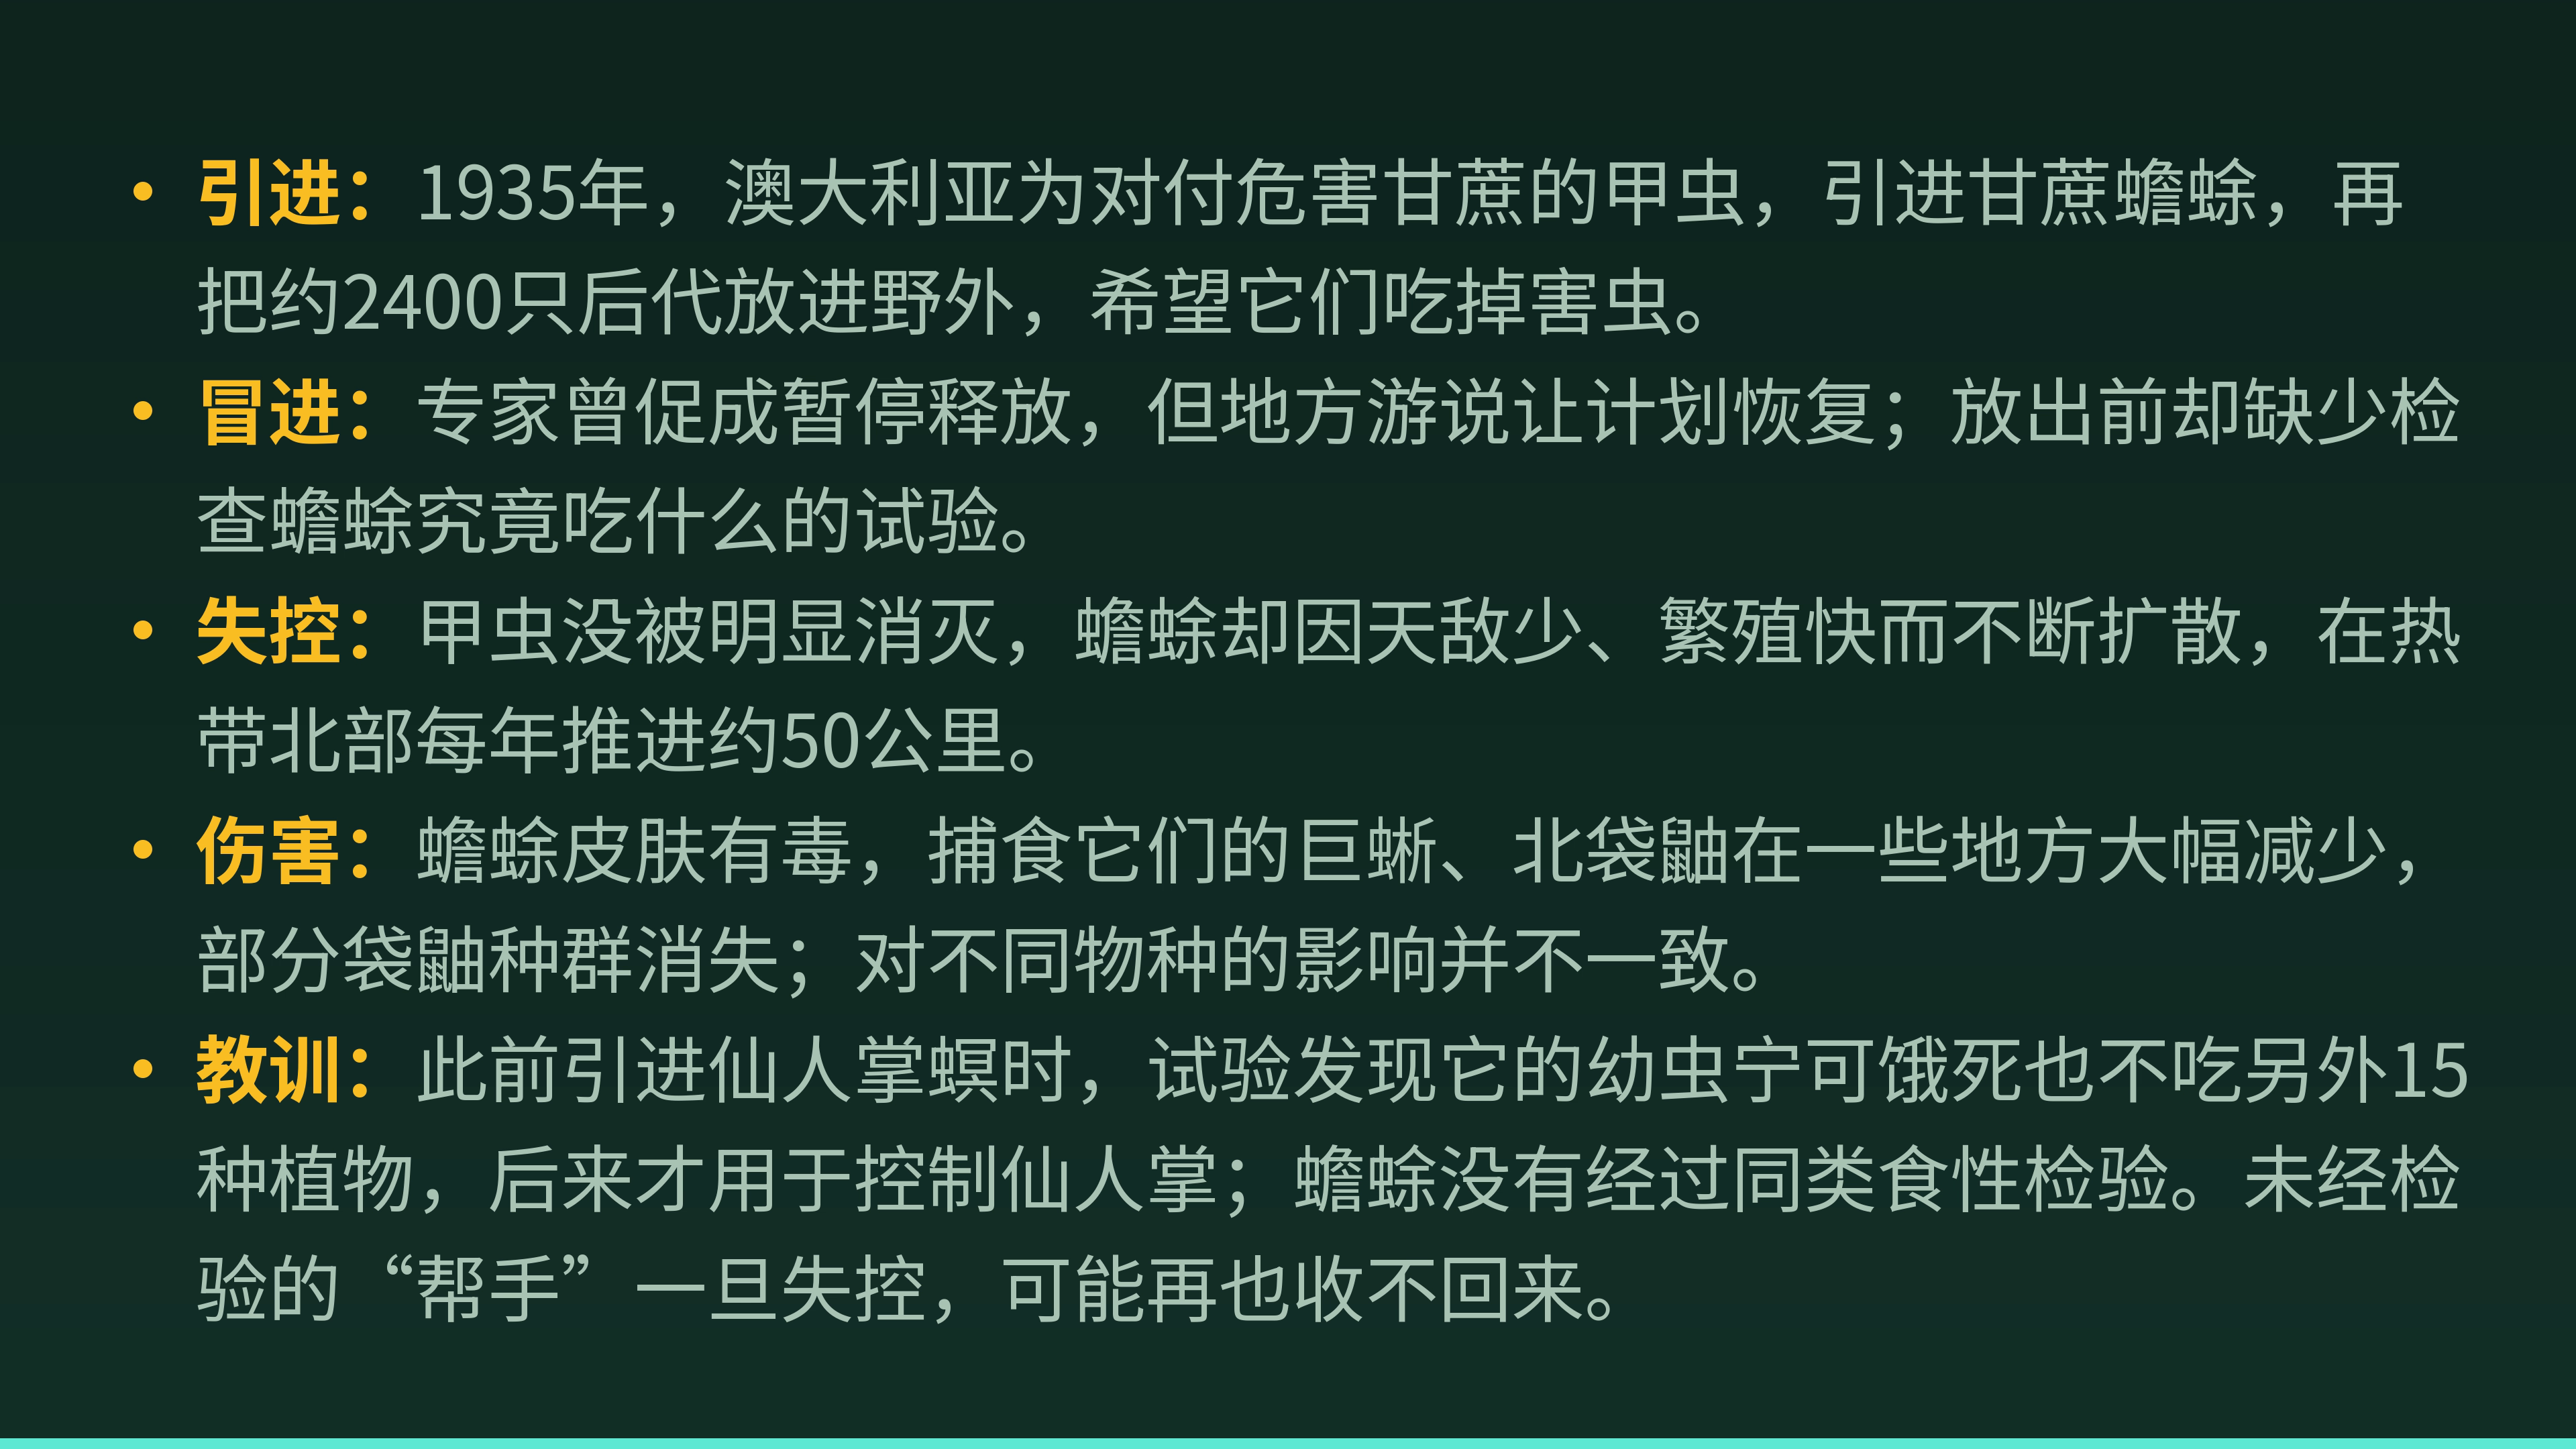 • 引进：1935年，澳大利亚为对付危害甘蔗的甲虫，引进甘蔗蟾蜍，再
把约2400只后代放进野外，希望它们吃掉害虫。
• 冒进：专家曾促成暂停释放，但地方游说让计划恢复；放出前却缺少检
查蟾蜍究竟吃什么的试验。
• 失控：甲虫没被明显消灭，蟾蜍却因天敌少、繁殖快而不断扩散，在热
带北部每年推进约50公里。
• 伤害：蟾蜍皮肤有毒，捕食它们的巨蜥、北袋鼬在一些地方大幅减少，
部分袋鼬种群消失；对不同物种的影响并不一致。
• 教训：此前引进仙人掌螟时，试验发现它的幼虫宁可饿死也不吃另外15
种植物，后来才用于控制仙人掌；蟾蜍没有经过同类食性检验。未经检
验的“帮手”一旦失控，可能再也收不回来。